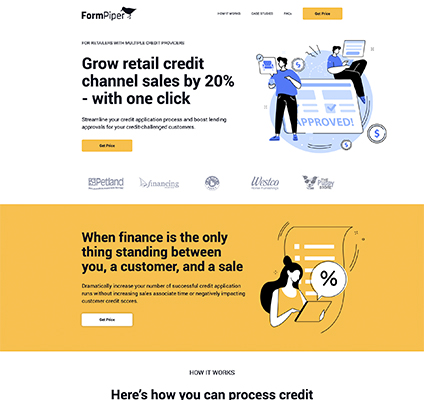 FormPiper
HOW IT WORKS
CASE STUDIES
FAQs
Get Price
FOR RETAILERS WITH MULTIPLE CREDIT PROVIDERS
Grow retail credit
channel sales by 20%
- with one click
Streamline your credit application process and boost lending
approvals for your credit-challenged customers.
Get Price
APPROVED!
$
$
Petland
financing
Westco
THE Puppy STORE
When finance is the only
thing standing between
you, a customer, and a sale
Dramatically increase your number of successful credit application
runs without increasing sales associate time or negatively impacting
customer credit scores.
Get Price
%
HOW IT WORKS
Here's how you can process credit